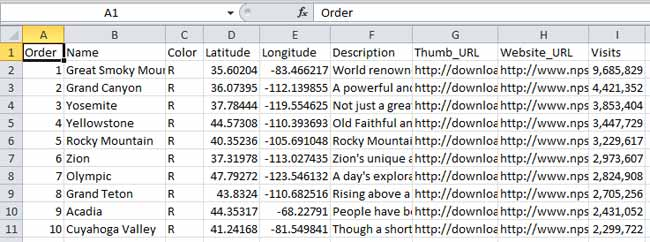 A1 fx Order
A B C D E F G H I
1 Order Name Color Latitude Longitude Description Thumb_URL Website_URL Visits
2 1 Great Smoky Mour R 35.60204 -83.466217 World renown http://downloa http://www.nps 9,685,829
3 2 Grand Canyon R 36.07395 -112.139855 A powerful and http://downloa http://www.nps 4,421,352
4 3 Yosemite R 37.78444 -119.554625 Not just a grea http://downloa http://www.nps 3,853,404
5 4 Yellowstone R 44.57308 -110.393693 Old Faithful an http://downloa http://www.nps 3,447,729
6 5 Rocky Mountain R 40.35236 -105.691048 Rocky Mountai http://downloa http://www.nps 3,229,617
7 6 Zion R 37.31978 -113.027435 Zion's unique a http://downloa http://www.nps 2,973,607
8 7 Olympic R 47.79272 -123.546132 A day's explora http://downloa http://www.nps 2,824,908
9 8 Grand Teton R 43.8324 -110.682516 Rising above a http://downloa http://www.nps 2,705,256
10 9 Acadia R 44.35317 -68.22791 People have be http://downloa http://www.nps 2,431,052
11 10 Cuyahoga Valley R 41.24168 -81.549841 Though a short http://downloa http://www.nps 2,299,722